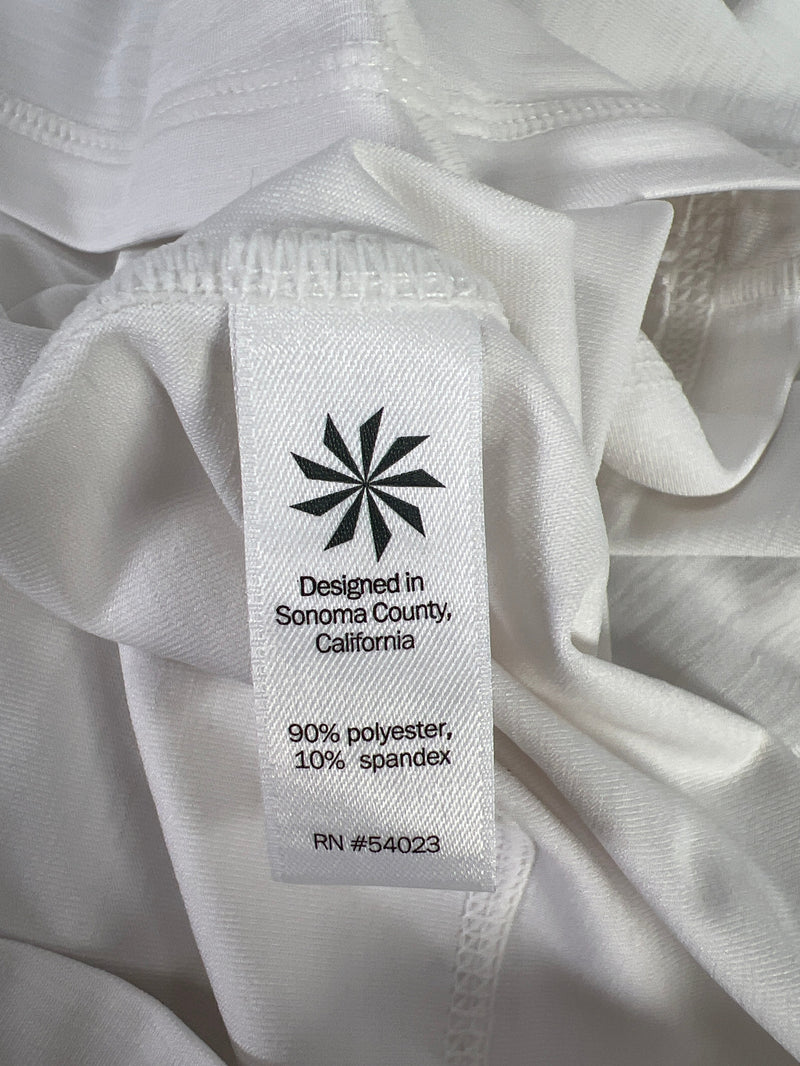 Designed in
Sonoma County,
California
90% polyester,
10% spandex
RN #54023